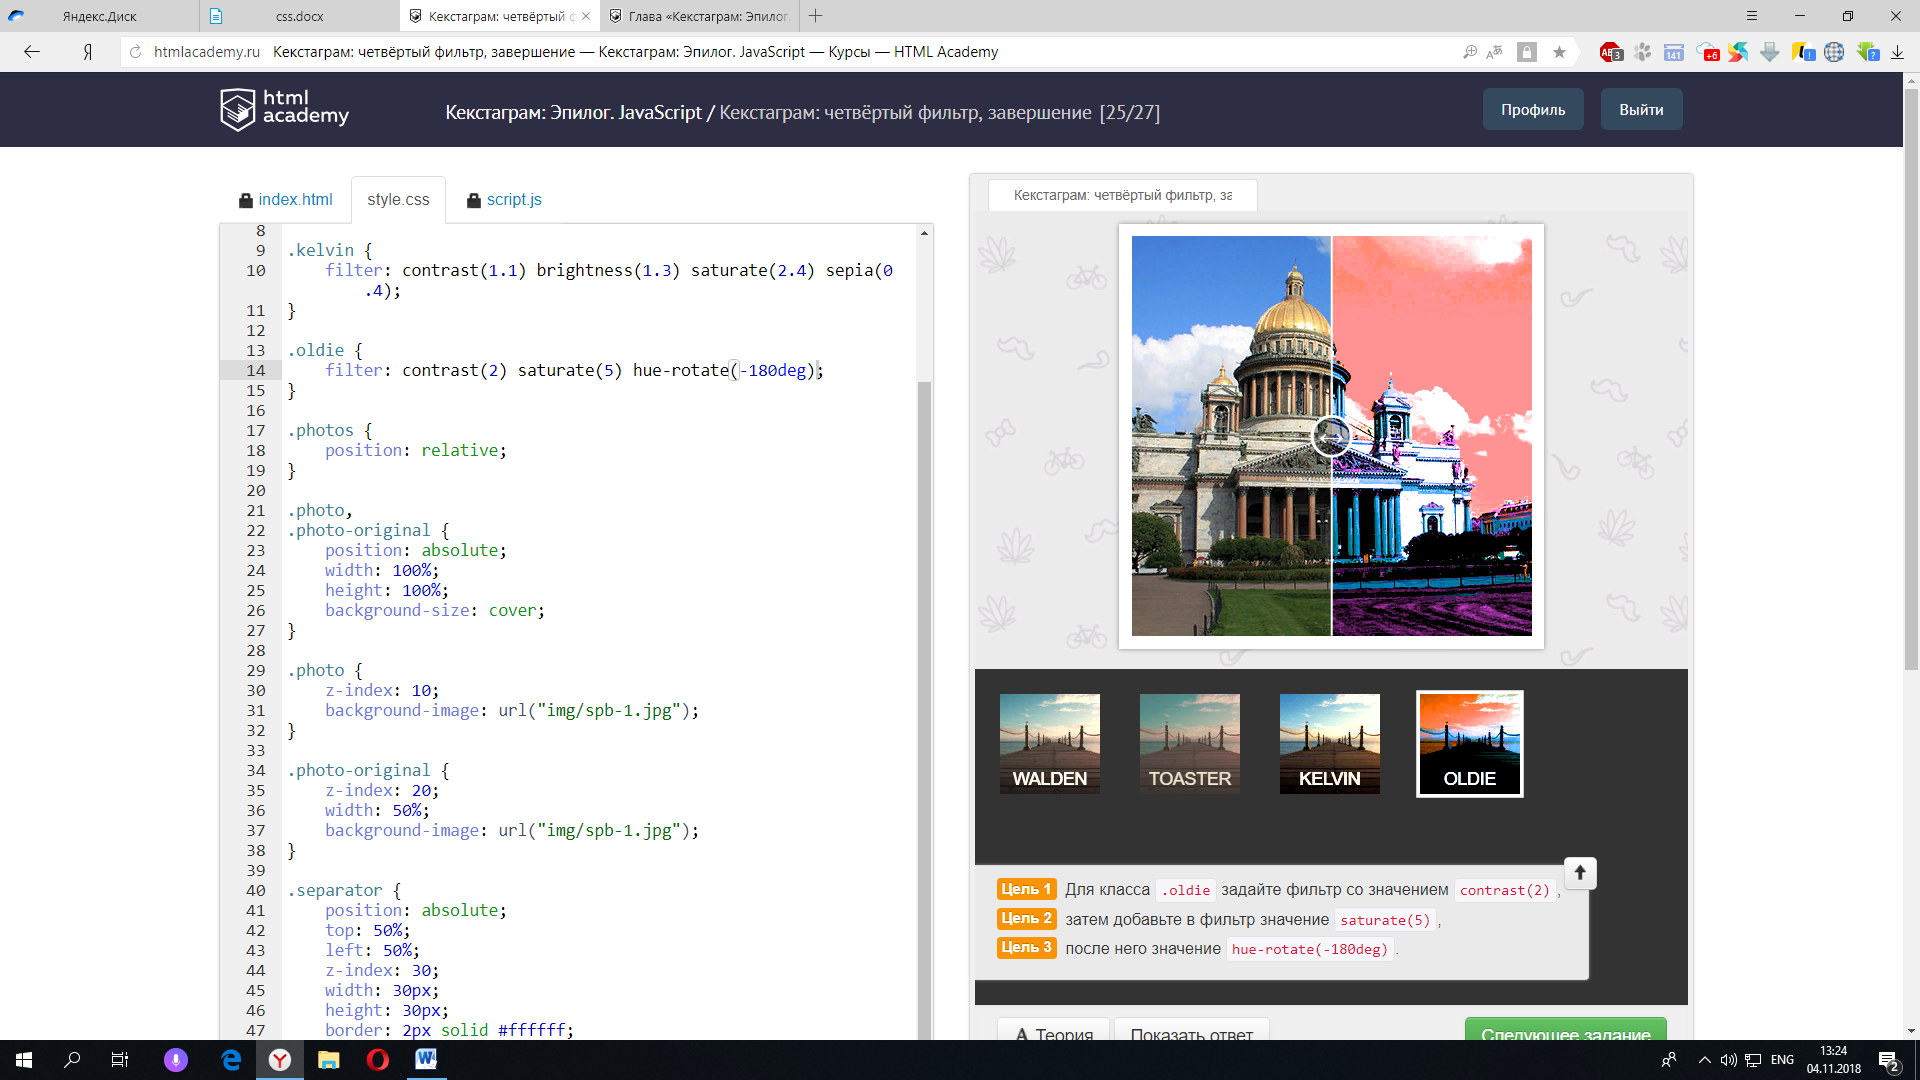 Яндекс.Диск
css.docx
Кекстаграм: четвёртый ф
Глава «Кекстаграм: Эпилог.
Я
htmlacademy.ru Кекстаграм: четвёртый фильтр, завершение — Кекстаграм: Эпилог. JavaScript — Курсы — HTML Academy
3
141
+6
!
?
html academy
Кекстаграм: Эпилог. JavaScript / Кекстаграм: четвёртый фильтр, завершение [25/27]
Профиль
Выйти
index.html
style.css
script.js
8
9 .kelvin {
10 filter: contrast(1.1) brightness(1.3) saturate(2.4) sepia(0
.4);
11 }
12
13 .oldie {
14 filter: contrast(2) saturate(5) hue-rotate(-180deg);
15 }
16
17 .photos {
18 position: relative;
19 }
20
21 .photo,
22 .photo-original {
23 position: absolute;
24 width: 100%;
25 height: 100%;
26 background-size: cover;
27 }
28
29 .photo {
30 z-index: 10;
31 background-image: url("img/spb-1.jpg");
32 }
33
34 .photo-original {
35 z-index: 20;
36 width: 50%;
37 background-image: url("img/spb-1.jpg");
38 }
39
40 .separator {
41 position: absolute;
42 top: 50%;
43 left: 50%;
44 z-index: 30;
45 width: 30px;
46 height: 30px;
47 border: 2px solid #ffffff;
Кекстаграм: четвёртый фильтр, за
WALDEN
TOASTER
KELVIN
OLDIE
Цель 1 Для класса .oldie задайте фильтр со значением contrast(2),
Цель 2 затем добавьте в фильтр значение saturate(5),
Цель 3 после него значение hue-rotate(-180deg).
Теория
Показать ответ
Следующее задание
ENG
13:24
04.11.2018
2